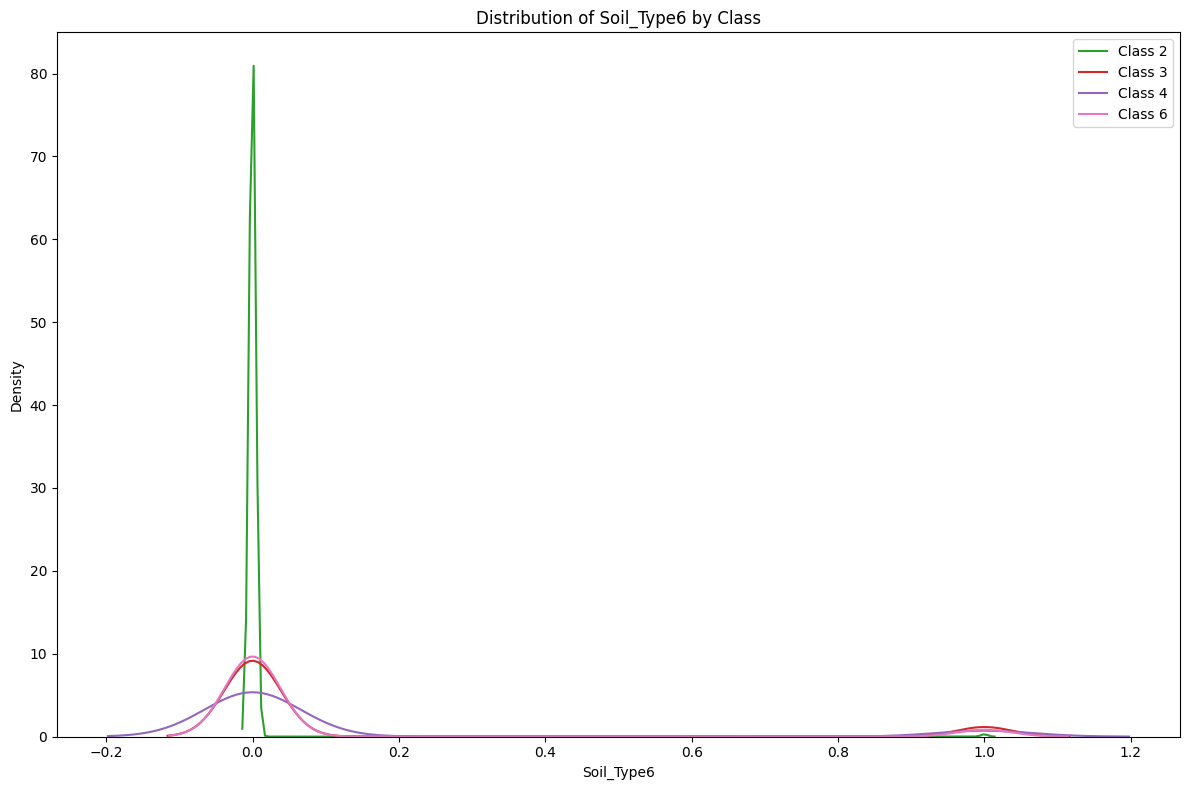 Distribution of Soil_Type6 by Class
Class 2
Class 3
Class 4
Class 6
Density
80
70
60
50
40
30
20
10
0
−0.2
0.0
0.2
0.4
0.6
0.8
1.0
1.2
Soil_Type6